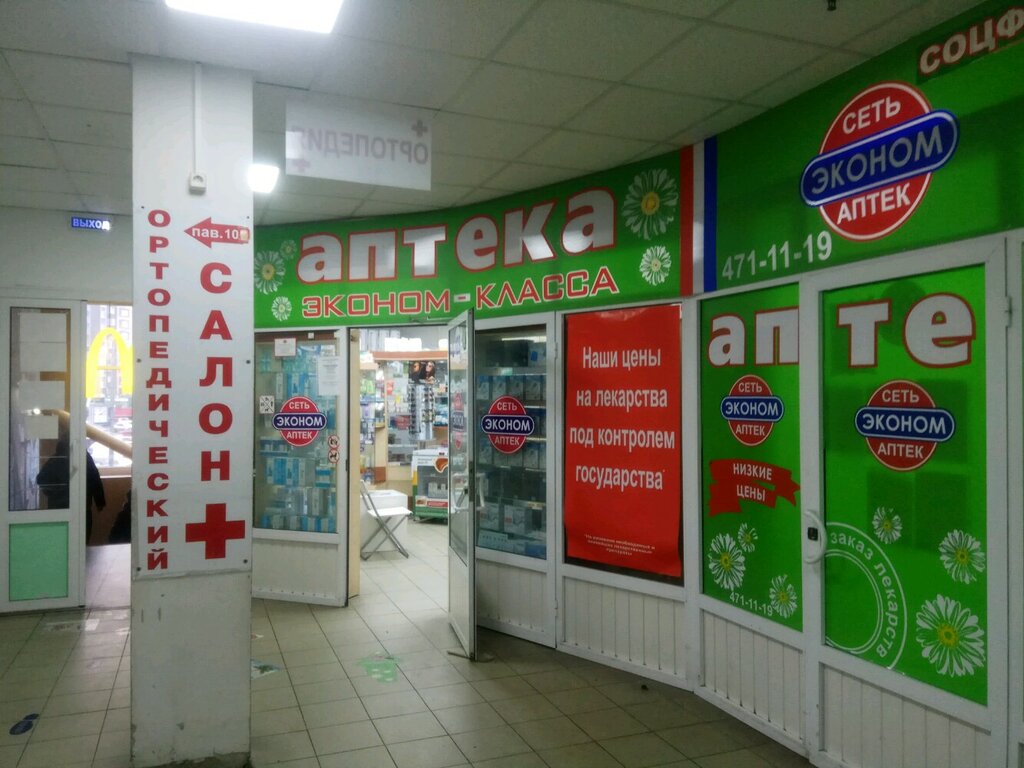 ВЫХОД
ОРТОПЕДИЧЕСКИЙ
пав.10
САЛОН
ОРТОПЕДИЯ
аптека
ЭКОНОМ-КЛАССА
СЕТЬ
ЭКОНОМ
АПТЕК
СЕТЬ
ЭКОНОМ
АПТЕК
Наши цены
на лекарства
под контролем
государства*
СОЦФ
СЕТЬ
ЭКОНОМ
АПТЕК
471-11-19
апте
СЕТЬ
ЭКОНОМ
АПТЕК
НИЗКИЕ
ЦЕНЫ
471-11-19
СЕТЬ
ЭКОНОМ
АПТЕК
заказ лекарств